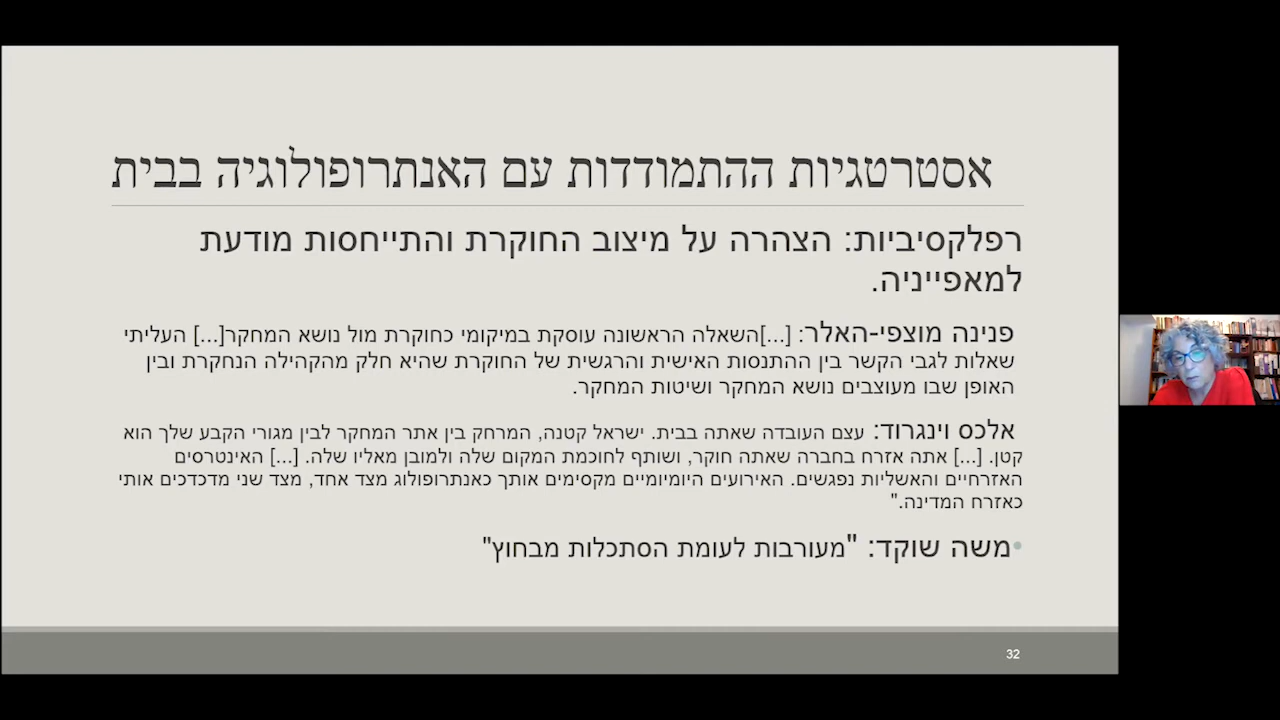 אסטרטגיות ההתמודדות עם האנתרופולוגיה בבית
רפלקסיביות: הצהרה על מיצוב החוקרת והתייחסות מודעת
למאפייניה.
פנינה מוצפי-האלר: [...]השאלה הראשונה עוסקת במיקומי כחוקרת מול נושא המחקר[...] העליתי
שאלות לגבי הקשר בין ההתנסות האישית והרגשית של החוקרת שהיא חלק מהקהילה הנחקרת ובין
האופן שבו מעוצבים נושא המחקר ושיטות המחקר.
אלכס וינגרוד: עצם העובדה שאתה בבית. ישראל קטנה, המרחק בין אתר המחקר לבין מגורי הקבע שלך הוא
קטן. [...] אתה אזרח בחברה שאתה חוקר, ושותף לחוכמת המקום שלה ולמובן מאליו שלה. [...] האינטרסים
האזרחיים והאשליות נפגשים. האירועים היומיומיים מקסימים אותך כאנתרופולוג מצד אחד, מצד שני מדכדכים אותי
כאזרח המדינה."
•משה שוקד: "מעורבות לעומת הסתכלות מבחוץ"
32